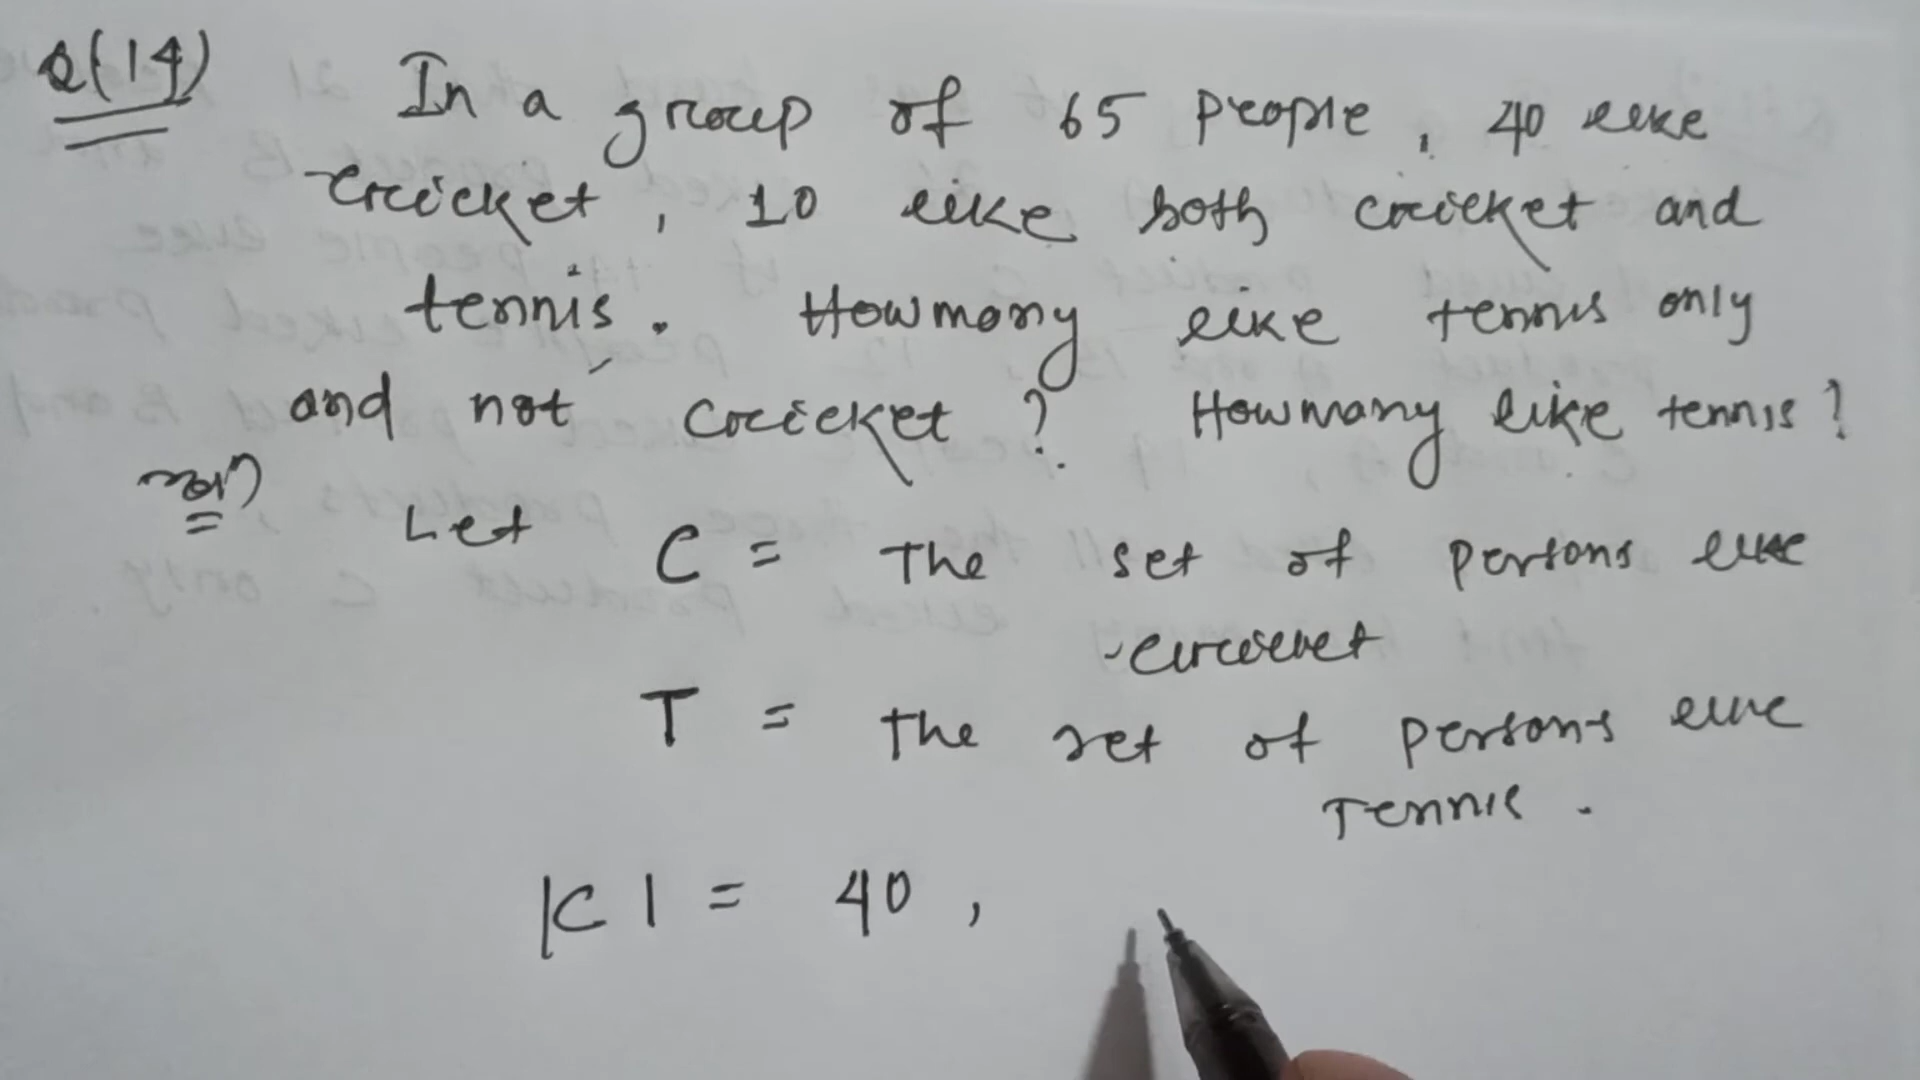 Q(14) In a group of 65 people, 40 like
cricket, 10 like both cricket and
tennis. How many like tennis only
and not cricket? How many like tennis?
Let C = The set of persons like
cricket
T = The set of persons like
Tennis.
|C| = 40,